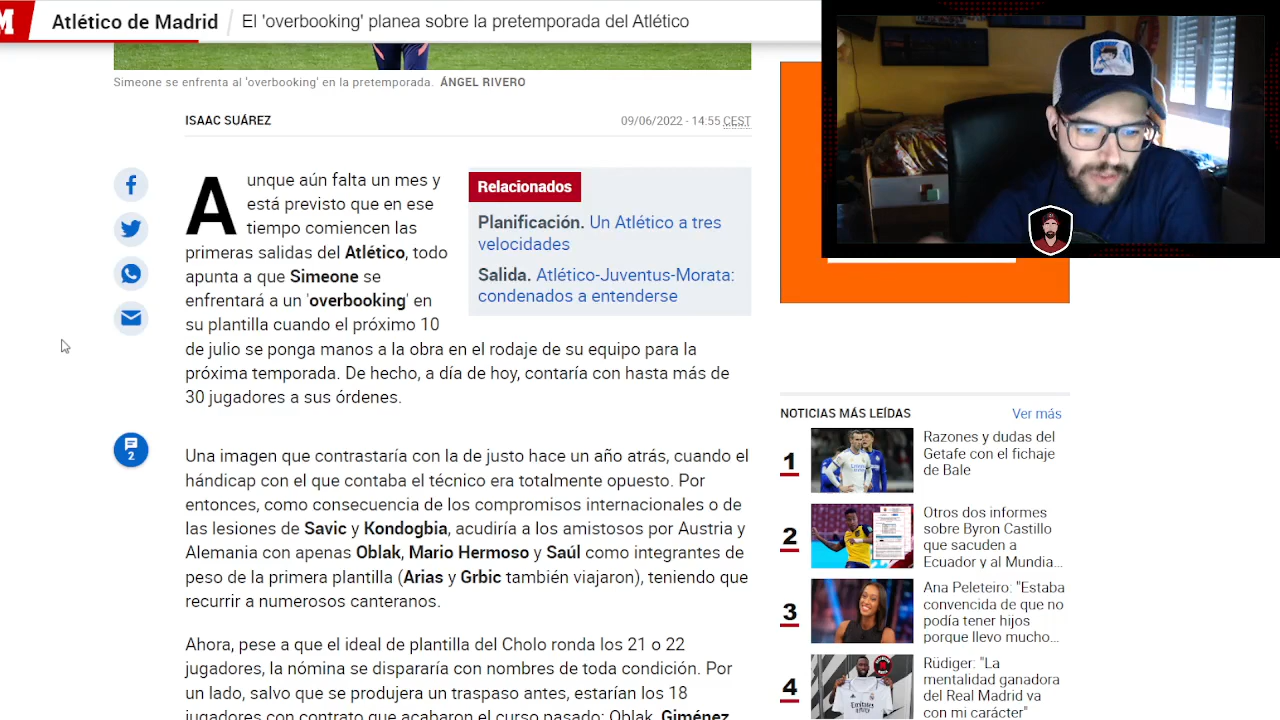 Atlético de Madrid
El 'overbooking' planea sobre la pretemporada del Atlético
Simeone se enfrenta al 'overbooking' en la pretemporada. ÁNGEL RIVERO
ISAAC SUÁREZ
09/06/2022 - 14:55 CEST
Aunque aún falta un mes y
está previsto que en ese
tiempo comiencen las
primeras salidas del Atlético, todo
apunta a que Simeone se
enfrentará a un 'overbooking' en
su plantilla cuando el próximo 10
de julio se ponga manos a la obra en el rodaje de su equipo para la
próxima temporada. De hecho, a día de hoy, contaría con hasta más de
30 jugadores a sus órdenes.
Relacionados
Planificación. Un Atlético a tres
velocidades
Salida. Atlético-Juventus-Morata:
condenados a entenderse
2
Una imagen que contrastaría con la de justo hace un año atrás, cuando el
hándicap con el que contaba el técnico era totalmente opuesto. Por
entonces, como consecuencia de los compromisos internacionales o de
las lesiones de Savic y Kondogbia, acudiría a los amistosos por Austria y
Alemania con apenas Oblak, Mario Hermoso y Saúl como integrantes de
peso de la primera plantilla (Arias y Grbic también viajaron), teniendo que
recurrir a numerosos canteranos.
Ahora, pese a que el ideal de plantilla del Cholo ronda los 21 o 22
jugadores, la nómina se dispararía con nombres de toda condición. Por
un lado, salvo que se produjera un traspaso antes, estarían los 18
jugadores con contrato que acabaron el curso pasado: Oblak, Giménez,
NOTICIAS MÁS LEÍDAS
Ver más
1
Razones y dudas del
Getafe con el fichaje
de Bale
2
Otros dos informes
sobre Byron Castillo
que sacuden a
Ecuador y al Mundia...
3
Ana Peleteiro: "Estaba
convencida de que no
podía tener hijos
porque llevo mucho...
4
Rüdiger: "La
mentalidad ganadora
del Real Madrid va
con mi carácter"